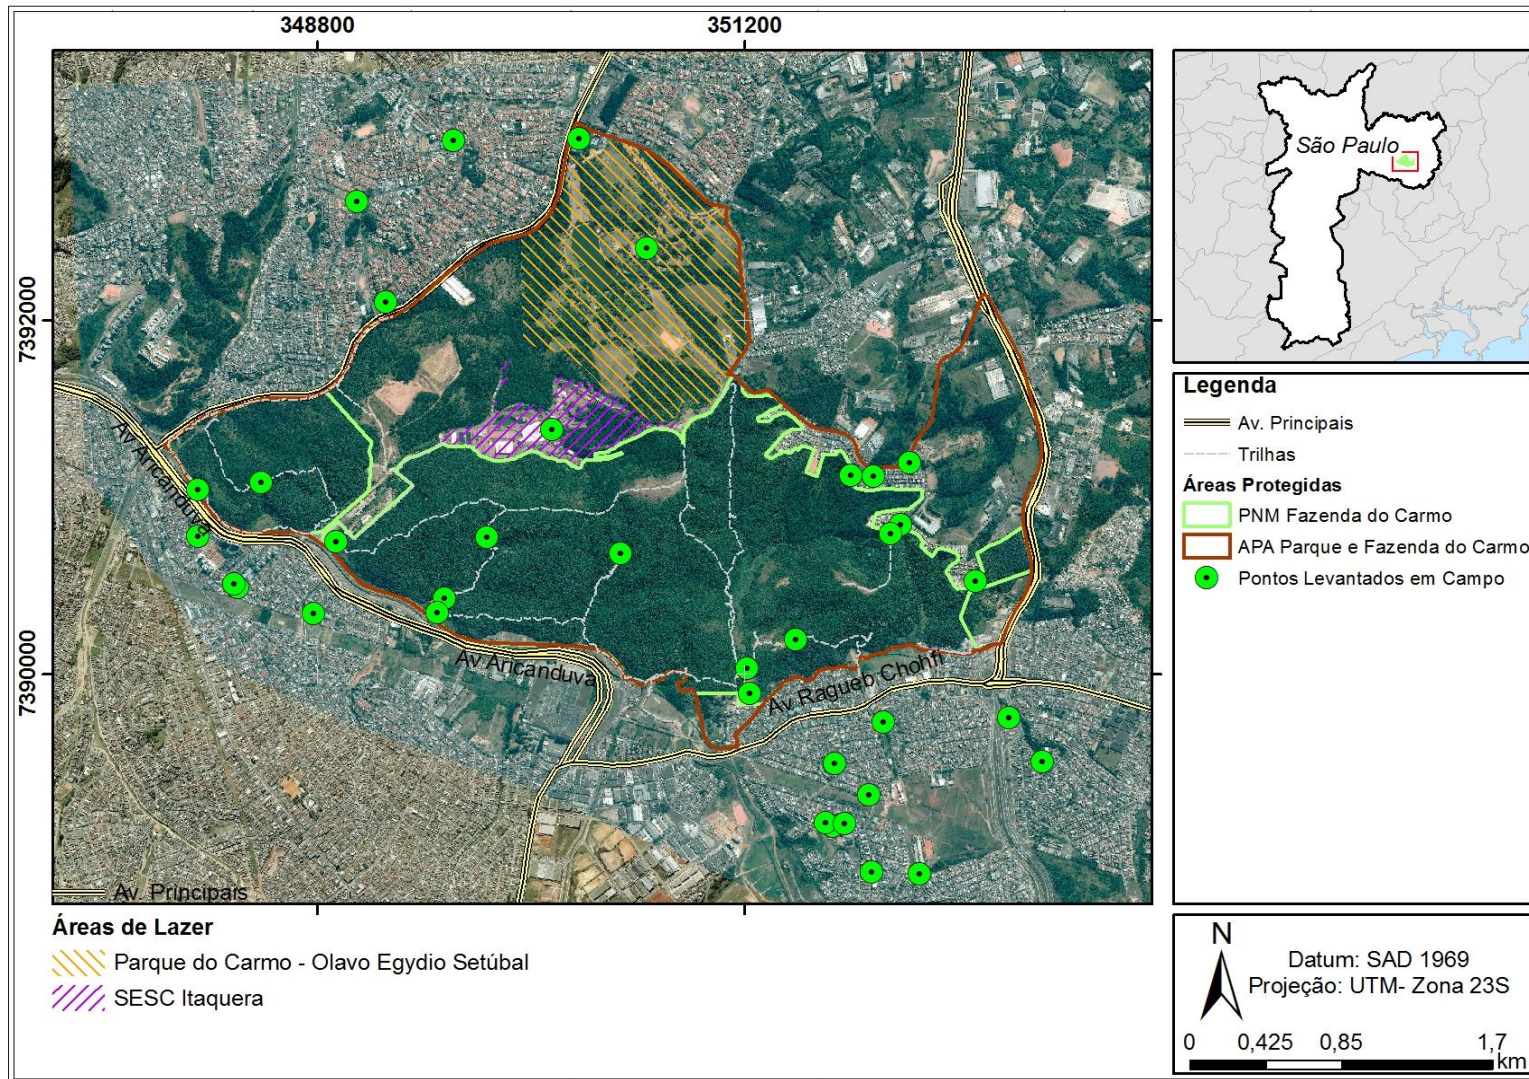 348800
351200
7392000
7390000
Av Aricanduva
Av Aricanduva
Av Ragueb Chohfi
Av. Principais
São Paulo
Legenda
Av. Principais
Trilhas
Áreas Protegidas
PNM Fazenda do Carmo
APA Parque e Fazenda do Carmo
Pontos Levantados em Campo
Áreas de Lazer
Parque do Carmo - Olavo Egydio Setúbal
SESC Itaquera
N
Datum: SAD 1969
Projeção: UTM- Zona 23S
0 0,425 0,85 1,7
km